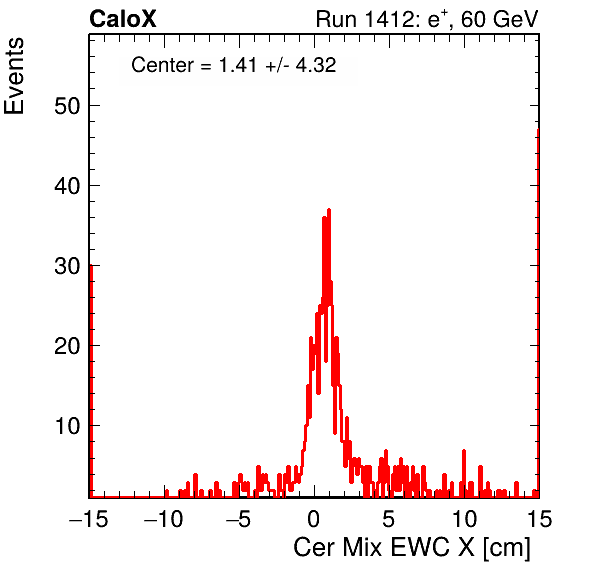 CaloX Run 1412: e⁺, 60 GeV
Center = 1.41 +/- 4.32
Events
50
40
30
20
10
−15 −10 −5 0 5 10 15
Cer Mix EWC X [cm]